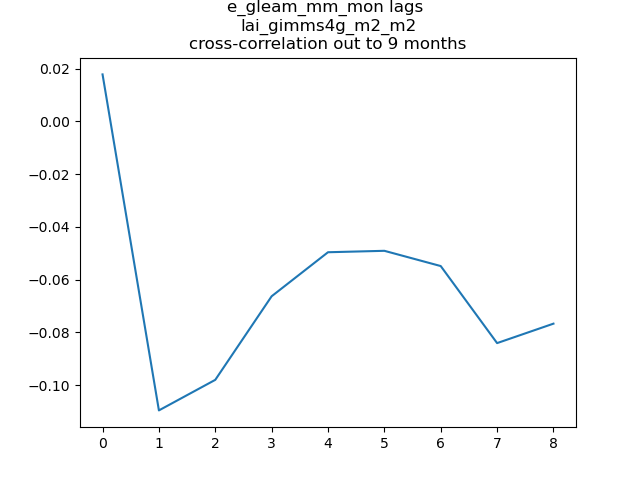 e_gleam_mm_mon lags
lai_gimms4g_m2_m2
cross-correlation out to 9 months
0.02
0.00
−0.02
−0.04
−0.06
−0.08
−0.10
0 1 2 3 4 5 6 7 8